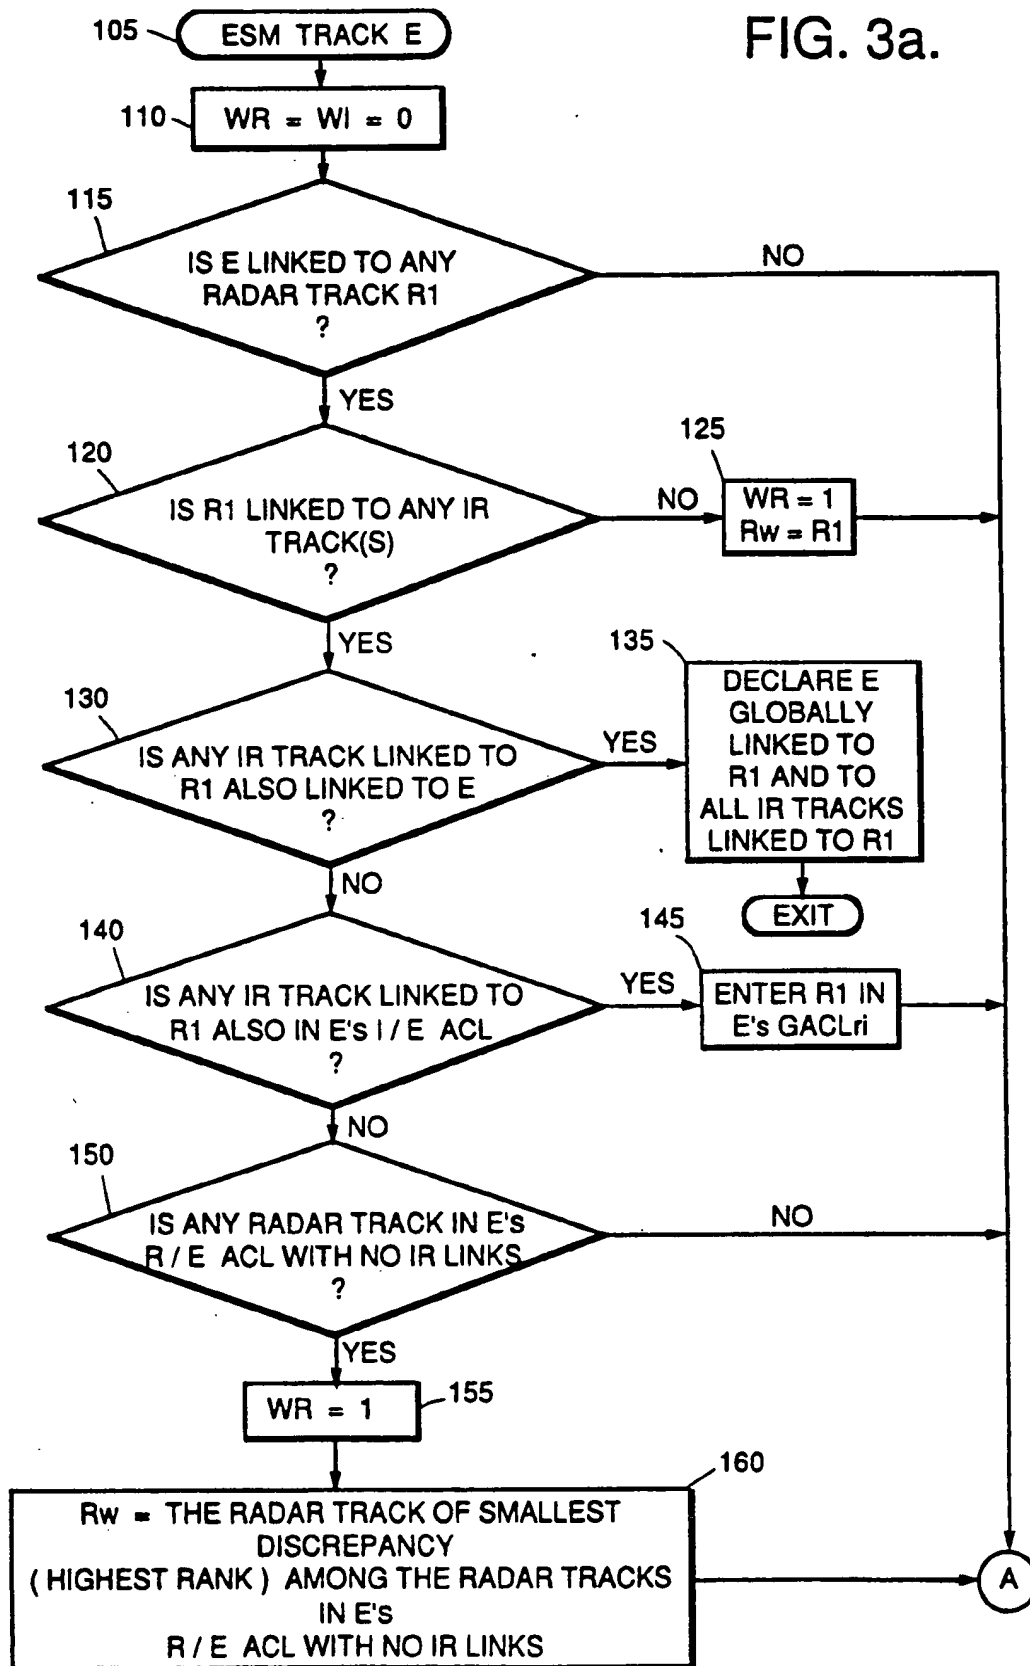 FIG. 3a.
105
ESM TRACK E
110
WR = WI = 0
115
IS E LINKED TO ANY
RADAR TRACK R1
?
NO
YES
120
IS R1 LINKED TO ANY IR
TRACK(S)
?
NO
125
WR = 1
Rw = R1
YES
130
IS ANY IR TRACK LINKED TO
R1 ALSO LINKED TO E
?
YES
135
DECLARE E
GLOBALLY
LINKED TO
R1 AND TO
ALL IR TRACKS
LINKED TO R1
EXIT
NO
140
IS ANY IR TRACK LINKED TO
R1 ALSO IN E's I / E ACL
?
YES
145
ENTER R1 IN
E's GACLri
NO
150
IS ANY RADAR TRACK IN E's
R / E ACL WITH NO IR LINKS
?
NO
YES
WR = 1
155
160
Rw = THE RADAR TRACK OF SMALLEST
DISCREPANCY
( HIGHEST RANK ) AMONG THE RADAR TRACKS
IN E's
R / E ACL WITH NO IR LINKS
A